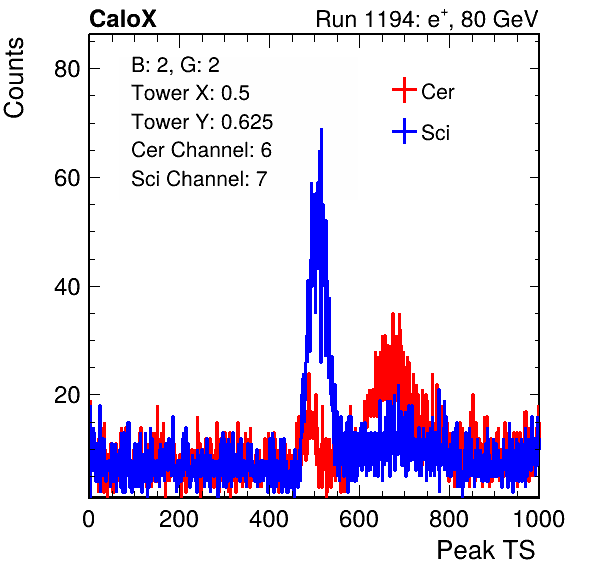 CaloX
Run 1194: e⁺, 80 GeV
Counts
B: 2, G: 2
Tower X: 0.5
Tower Y: 0.625
Cer Channel: 6
Sci Channel: 7
Cer
Sci
80
60
40
20
0 200 400 600 800 1000
Peak TS